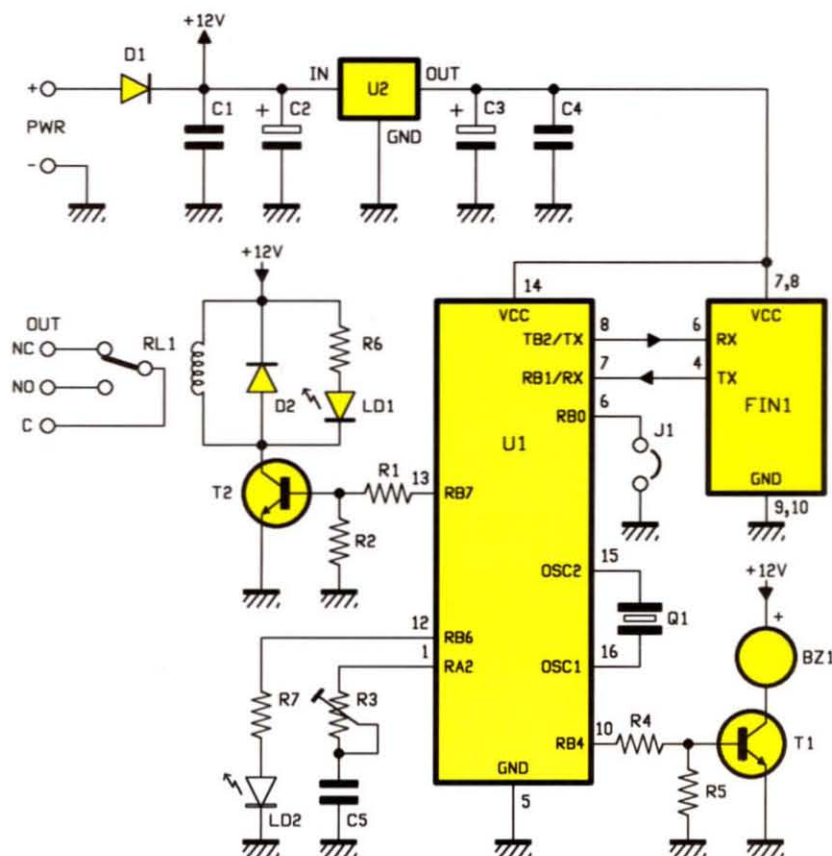 +12V
D1
IN
U2
OUT
+
PWR
-
C1
+
C2
GND
+
C3
C4
+12V
OUT
NC
NO
C
RL1
D2
R6
LD1
T2
R1
R2
14
VCC
8
TB2/TX
7
RB1/RX
6
RB0
U1
13
RB7
12
RB6
1
RA2
15
OSC2
16
OSC1
10
RB4
GND
5
7,8
VCC
6
RX
4
TX
FIN1
GND
9,10
J1
Q1
+12V
+
BZ1
R4
T1
R5
R7
R3
LD2
C5